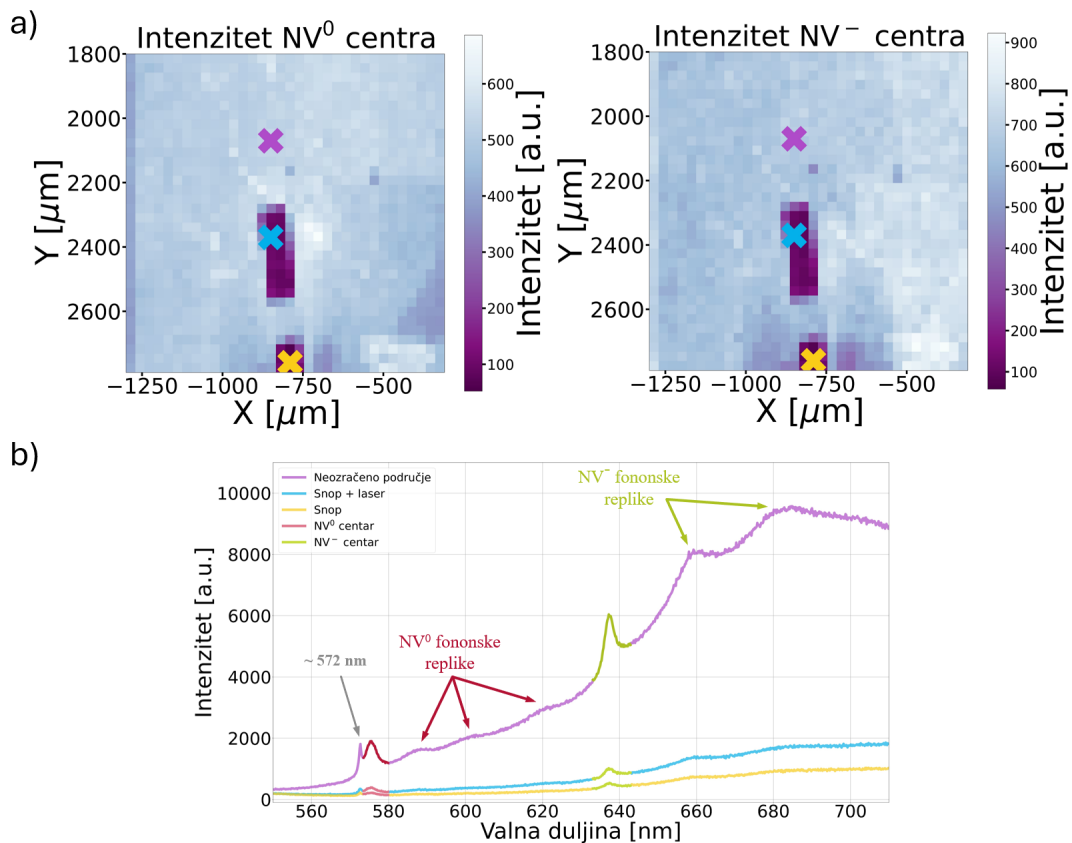 a)
Intenzitet NV⁰ centra
1800
2000
2200
2400
2600
Y [μm]
−1250
−1000
−750
−500
X [μm]
600
500
400
300
200
100
Intenzitet [a.u.]
Intenzitet NV⁻ centra
1800
2000
2200
2400
2600
Y [μm]
−1250
−1000
−750
−500
X [μm]
900
800
700
600
500
400
300
200
100
Intenzitet [a.u.]
b)
Neozračeno područje
Snop + laser
Snop
NV⁰ centar
NV⁻ centar
NV⁻ fononske
replike
NV⁰ fononske
replike
~ 572 nm
10000
8000
6000
4000
2000
0
Intenzitet [a.u.]
560
580
600
620
640
660
680
700
Valna duljina [nm]